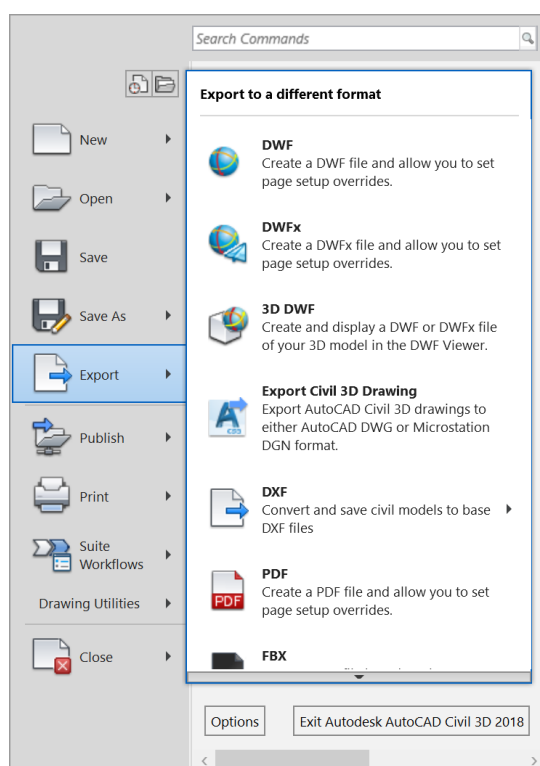 Search Commands
Export to a different format
New
Open
Save
Save As
Export
Publish
Print
Suite
Workflows
Drawing Utilities
Close
DWF
Create a DWF file and allow you to set
page setup overrides.
DWFx
Create a DWFx file and allow you to set
page setup overrides.
3D DWF
Create and display a DWF or DWFx file
of your 3D model in the DWF Viewer.
Export Civil 3D Drawing
Export AutoCAD Civil 3D drawings to
either AutoCAD DWG or Microstation
DGN format.
DXF
Convert and save civil models to base
DXF files
PDF
Create a PDF file and allow you to set
page setup overrides.
FBX
Options
Exit Autodesk AutoCAD Civil 3D 2018